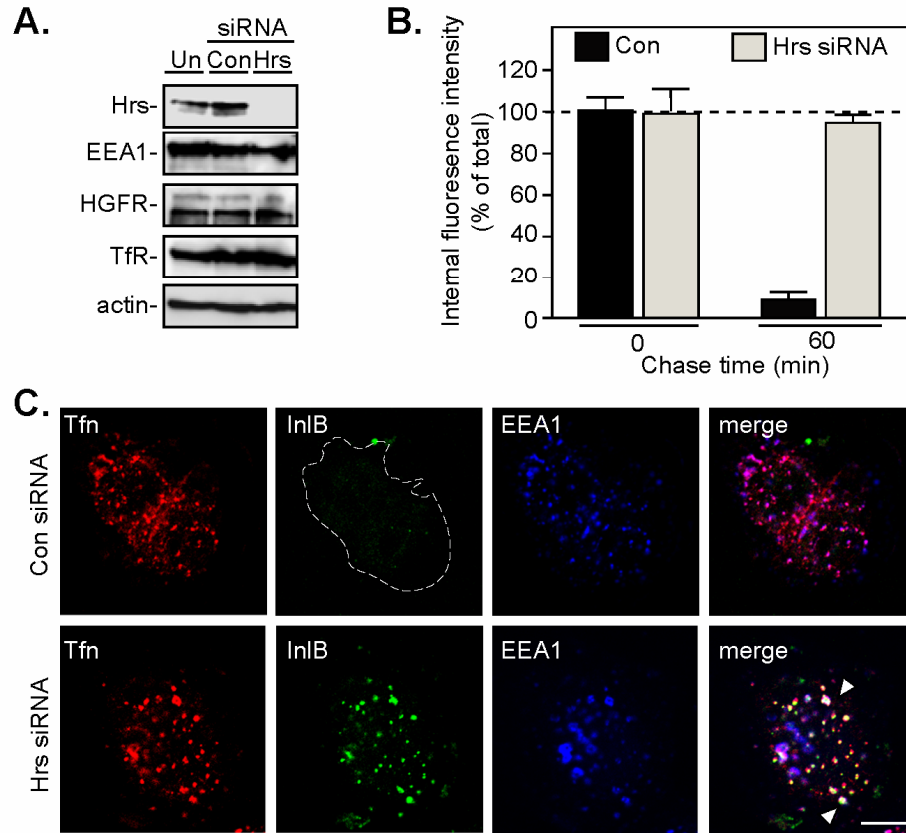 A.
siRNA
Un Con Hrs
Hrs-
EEA1-
HGFR-
TfR-
actin-
B.
Con
Hrs siRNA
Internal fluoresence intensity
(% of total)
120
100
80
60
40
20
0
0
60
Chase time (min)
C.
Tfn
InlB
EEA1
merge
Con siRNA
Tfn
InlB
EEA1
merge
Hrs siRNA